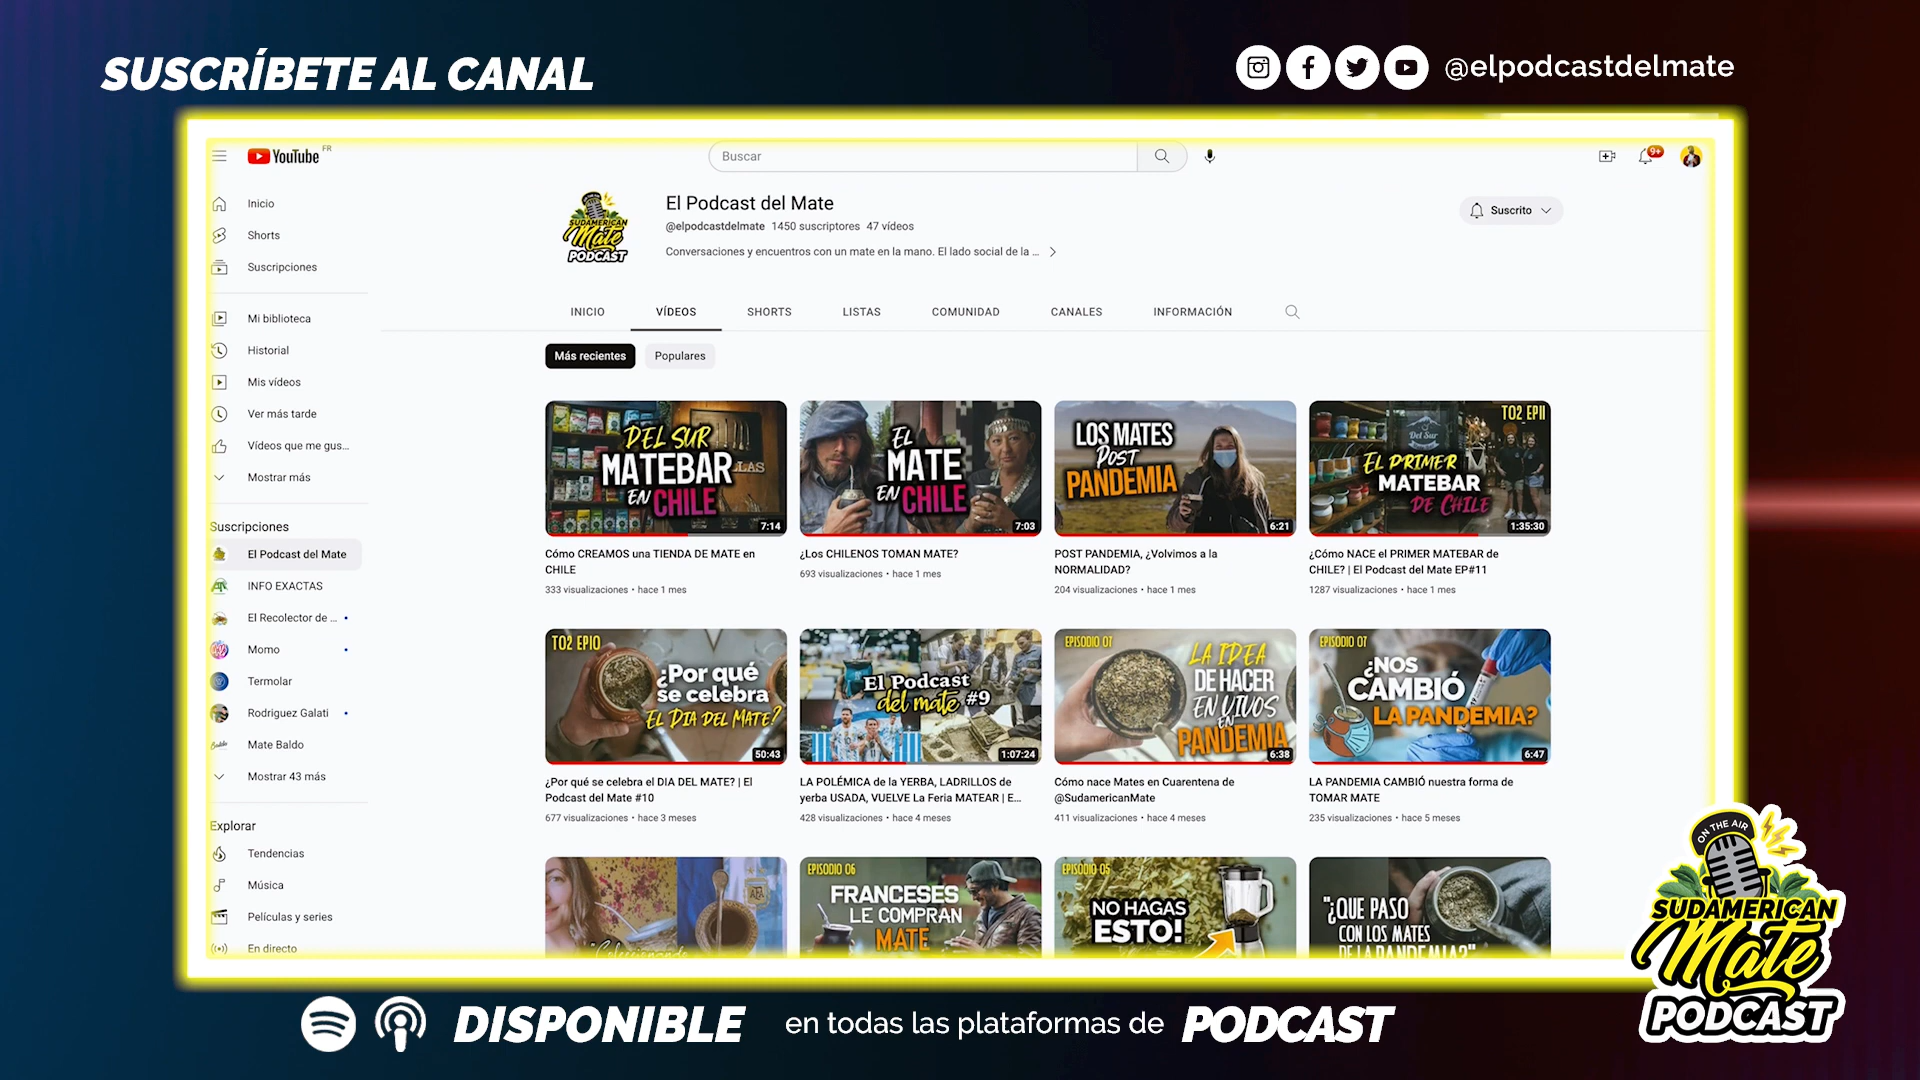 SUSCRÍBETE AL CANAL
@elpodcastdelmate
YouTube FR
Buscar
9+
El Podcast del Mate
@elpodcastdelmate 1450 suscriptores 47 vídeos
Conversaciones y encuentros con un mate en la mano. El lado social de la ...
Suscrito
SUDAMERICAN
Mate
PODCAST
INICIO VÍDEOS SHORTS LISTAS COMUNIDAD CANALES INFORMACIÓN
Más recientes Populares
Inicio
Shorts
Suscripciones
Mi biblioteca
Historial
Mis vídeos
Ver más tarde
Vídeos que me gus...
Mostrar más
Suscripciones
El Podcast del Mate
INFO EXACTAS
El Recolector de ...
Momo
Termolar
Rodriguez Galati
Mate Baldo
Mostrar 43 más
Explorar
Tendencias
Música
Películas y series
En directo
DEL SUR
MATEBAR
EN CHILE
7:14
Cómo CREAMOS una TIENDA DE MATE en
CHILE
333 visualizaciones • hace 1 mes
EL
MATE
EN CHILE
7:03
¿Los CHILENOS TOMAN MATE?
693 visualizaciones • hace 1 mes
LOS MATES
POST
PANDEMIA
6:21
POST PANDEMIA, ¿Volvimos a la
NORMALIDAD?
204 visualizaciones • hace 1 mes
T02 EP11
Del Sur
EL PRIMER
MATEBAR
DE CHILE
1:35:30
¿Cómo NACE el PRIMER MATEBAR de
CHILE? | El Podcast del Mate EP#11
1287 visualizaciones • hace 1 mes
T02 EP10
¿Por qué
se celebra
EL DIA DEL MATE?
50:43
¿Por qué se celebra el DIA DEL MATE? | El
Podcast del Mate #10
677 visualizaciones • hace 3 meses
El Podcast
del mate #9
1:07:24
LA POLÉMICA de la YERBA, LADRILLOS de
yerba USADA, VUELVE La Feria MATEAR | E...
428 visualizaciones • hace 4 meses
EPISODIO 07
LA IDEA
DE HACER
EN VIVOS
EN
PANDEMIA
6:38
Cómo nace Mates en Cuarentena de
@SudamericanMate
411 visualizaciones • hace 4 meses
EPISODIO 07
¿NOS
CAMBIÓ
LA PANDEMIA?
6:47
LA PANDEMIA CAMBIÓ nuestra forma de
TOMAR MATE
235 visualizaciones • hace 5 meses
AFA
EPISODIO 06
FRANCESES
LE COMPRAN
MATE
EPISODIO 05
NO HAGAS
ESTO!
"¿QUE PASO
CON LOS MATES
DE LA PANDEMIA?"
ON THE AIR
SUDAMERICAN
Mate
PODCAST
DISPONIBLE en todas las plataformas de PODCAST